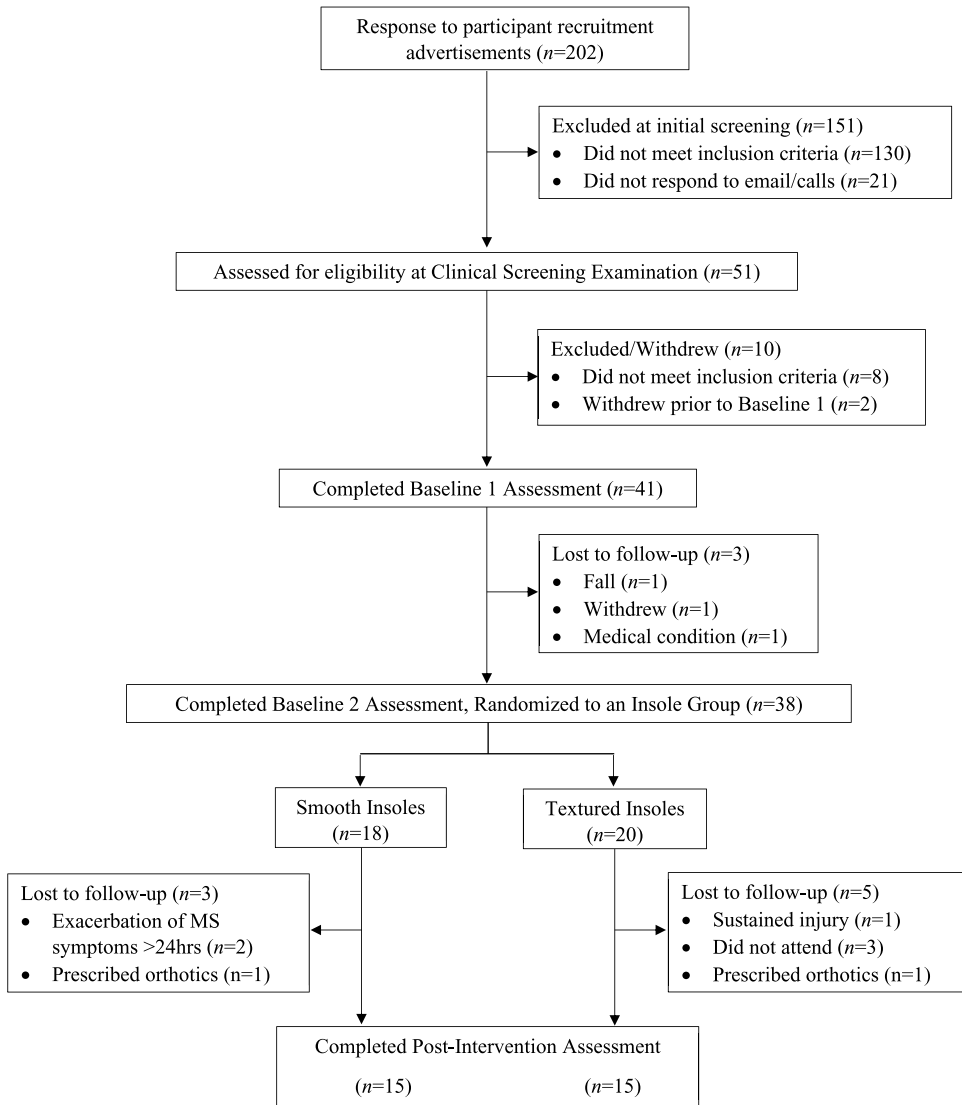 Response to participant recruitment
advertisements (n=202)
Excluded at initial screening (n=151)
• Did not meet inclusion criteria (n=130)
• Did not respond to email/calls (n=21)
Assessed for eligibility at Clinical Screening Examination (n=51)
Excluded/Withdrew (n=10)
• Did not meet inclusion criteria (n=8)
• Withdrew prior to Baseline 1 (n=2)
Completed Baseline 1 Assessment (n=41)
Lost to follow-up (n=3)
• Fall (n=1)
• Withdrew (n=1)
• Medical condition (n=1)
Completed Baseline 2 Assessment, Randomized to an Insole Group (n=38)
Smooth Insoles
(n=18)
Textured Insoles
(n=20)
Lost to follow-up (n=3)
• Exacerbation of MS
symptoms >24hrs (n=2)
• Prescribed orthotics (n=1)
Lost to follow-up (n=5)
• Sustained injury (n=1)
• Did not attend (n=3)
• Prescribed orthotics (n=1)
Completed Post-Intervention Assessment
(n=15) (n=15)